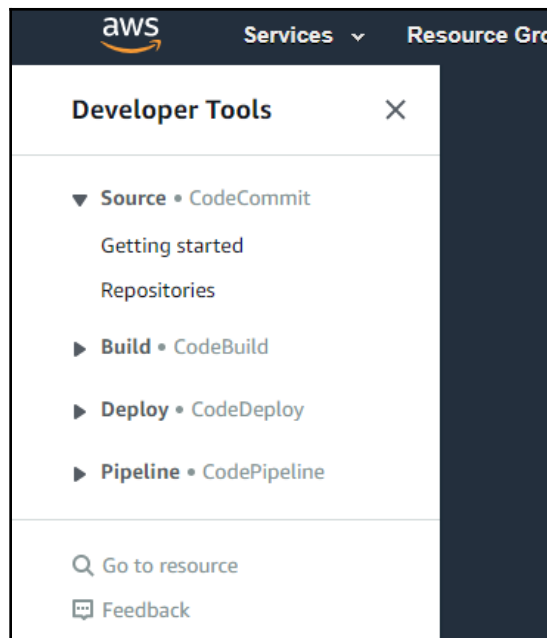 aws Services Resource Gro
Developer Tools
Source • CodeCommit
Getting started
Repositories
Build • CodeBuild
Deploy • CodeDeploy
Pipeline • CodePipeline
Go to resource
Feedback